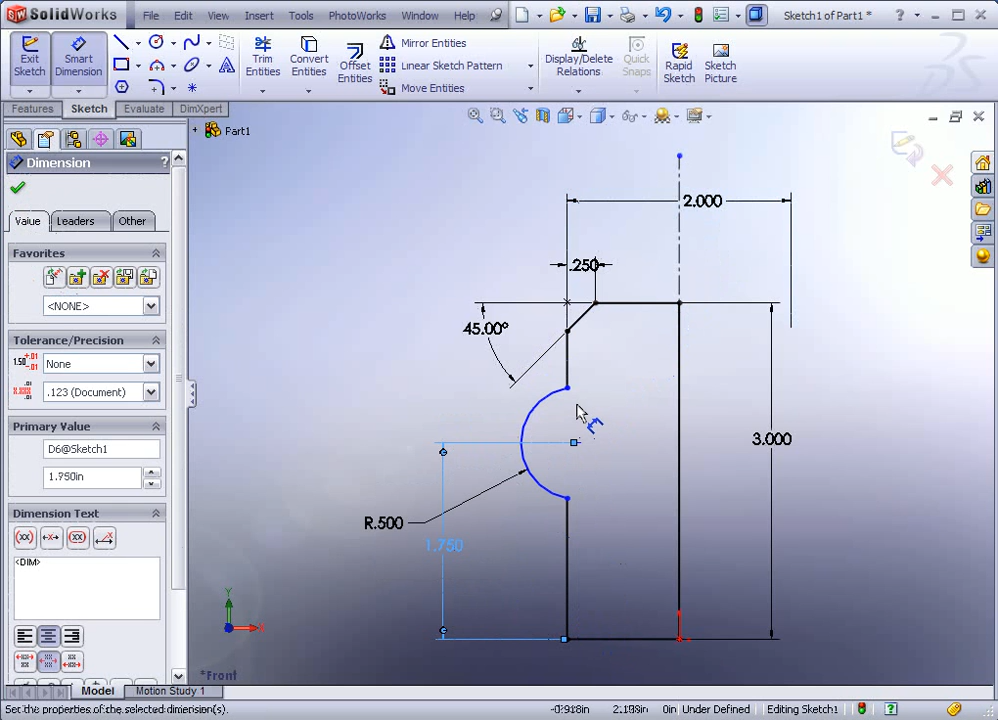 SolidWorks File Edit View Insert Tools PhotoWorks Window Help Sketch1 of Part1 *
Exit Sketch
Smart Dimension
Trim Entities
Convert Entities
Offset Entities
Mirror Entities
Linear Sketch Pattern
Move Entities
Display/Delete Relations
Quick Snaps
Rapid Sketch
Sketch Picture
Features Sketch Evaluate DimXpert
Part1
Dimension ?
Value Leaders Other
Favorites
<NONE>
Tolerance/Precision
None
.123 (Document)
Primary Value
D6@Sketch1
1.750in
Dimension Text
<DIM>
2.000
.250
45.00°
3.000
R.500
1.750
Y
X
*Front
Model Motion Study 1
Set the properties of the selected dimension(s). -0.918in 2.198in 0in Under Defined Editing Sketch1